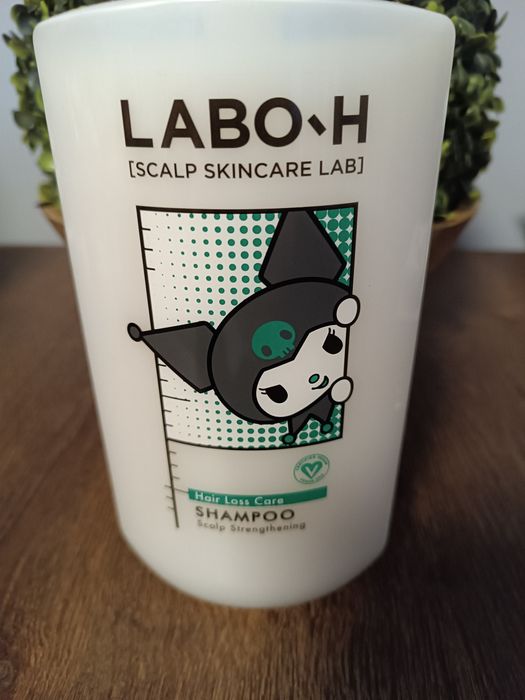 LABO-H
[SCALP SKINCARE LAB]
Hair Loss Care
SHAMPOO
Scalp Strengthening